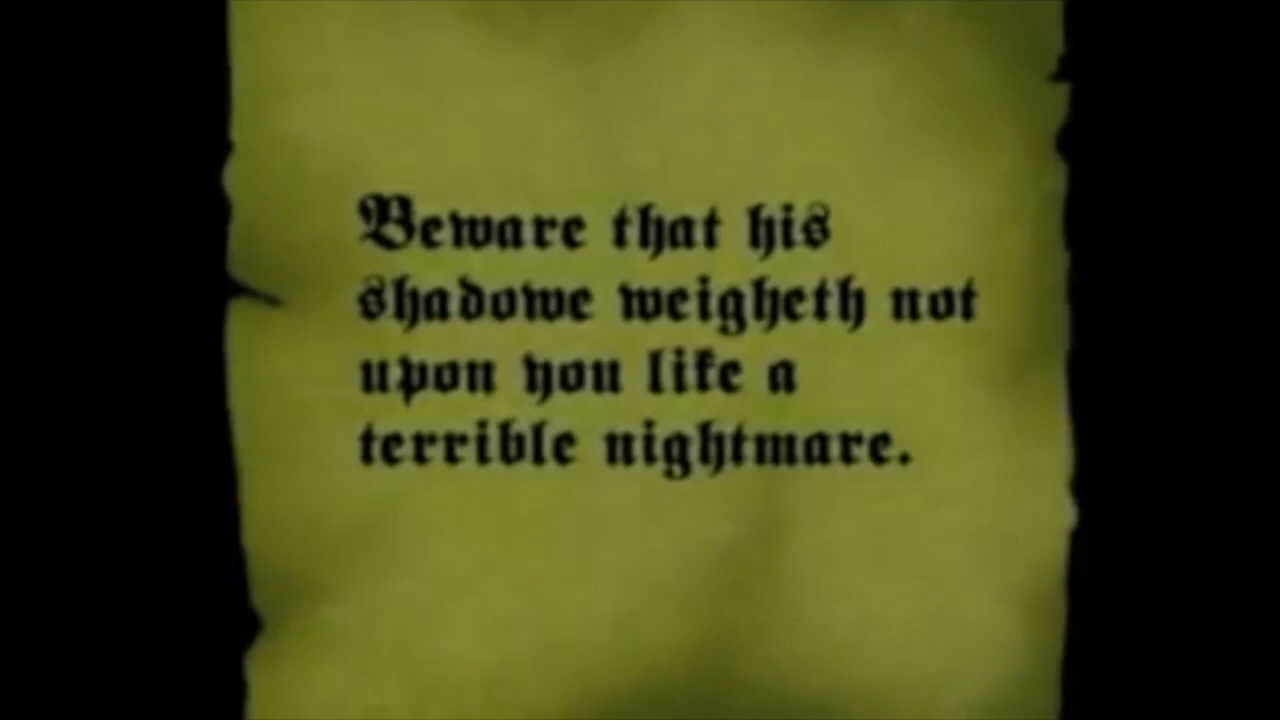 Beware that his
shadowe weigheth not
upon you like a
terrible nightmare.